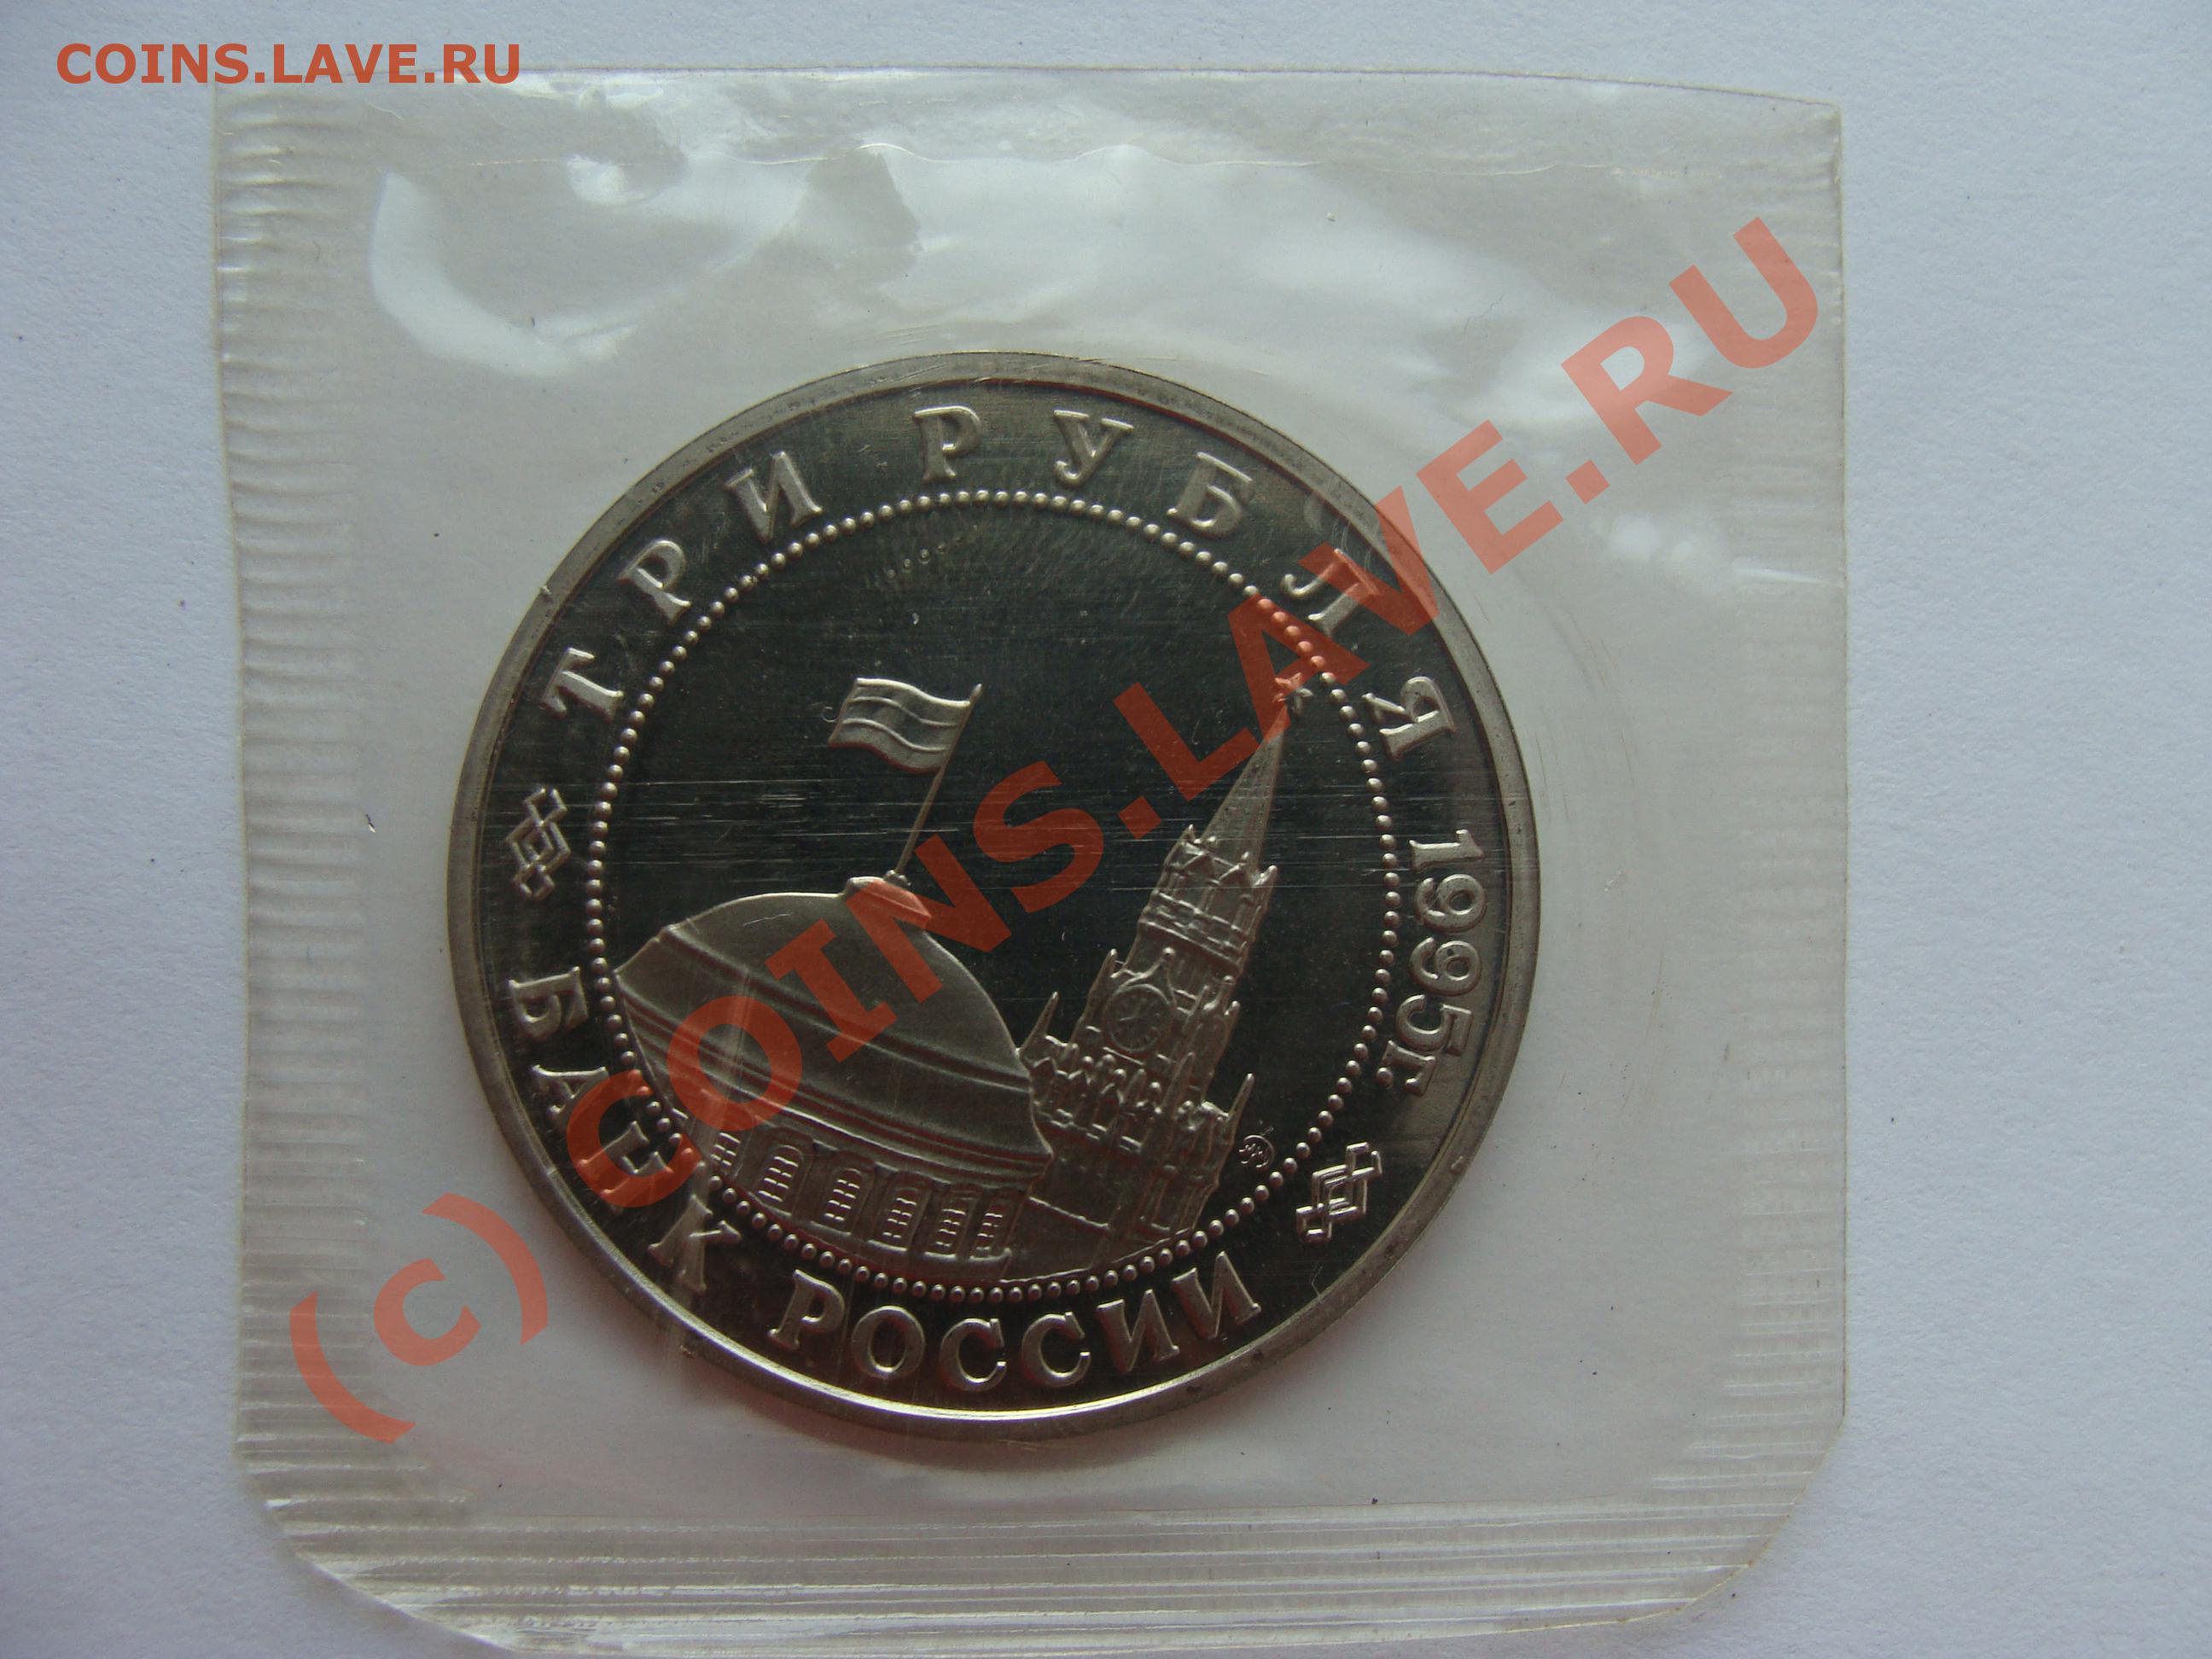 COINS.LAVE.RU
ТРИ РУБЛЯ 1995г.
БАНК РОССИИ
(c) COINS.LAVE.RU